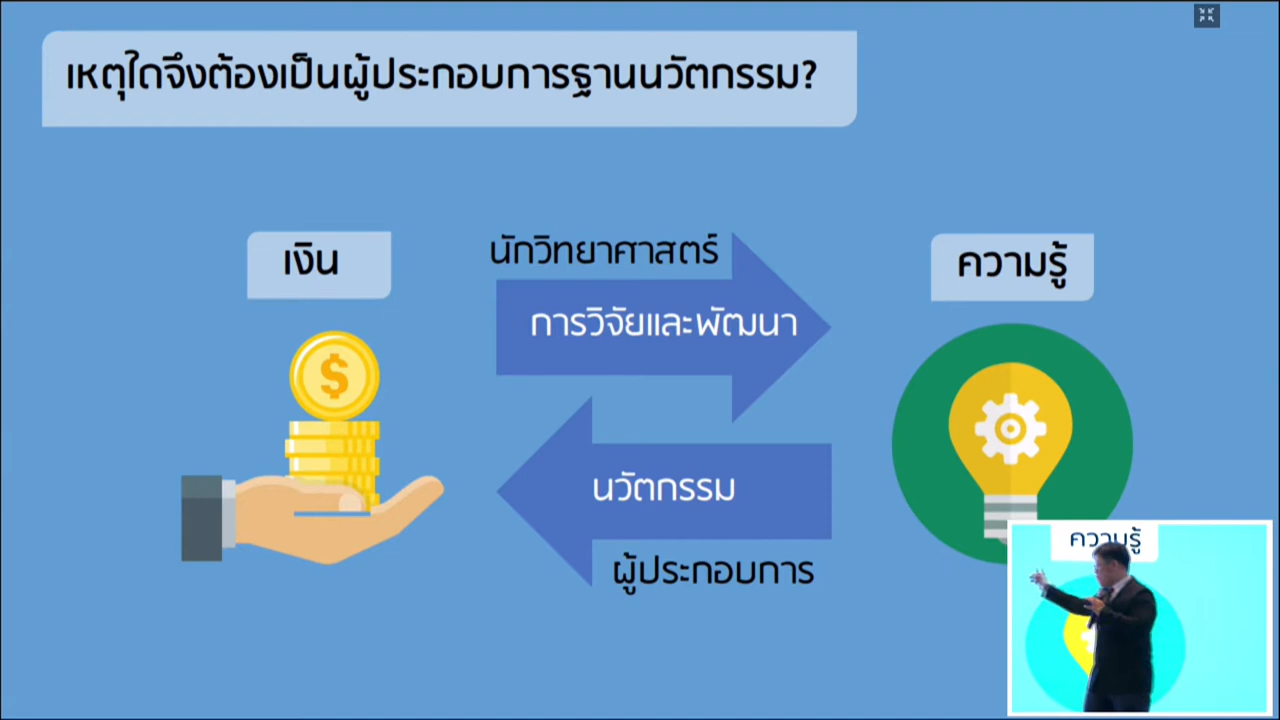 เหตุใดจึงต้องเป็นผู้ประกอบการฐานนวัตกรรม?
เงิน
นักวิทยาศาสตร์
ความรู้
การวิจัยและพัฒนา
$
นวัตกรรม
ผู้ประกอบการ
ความรู้